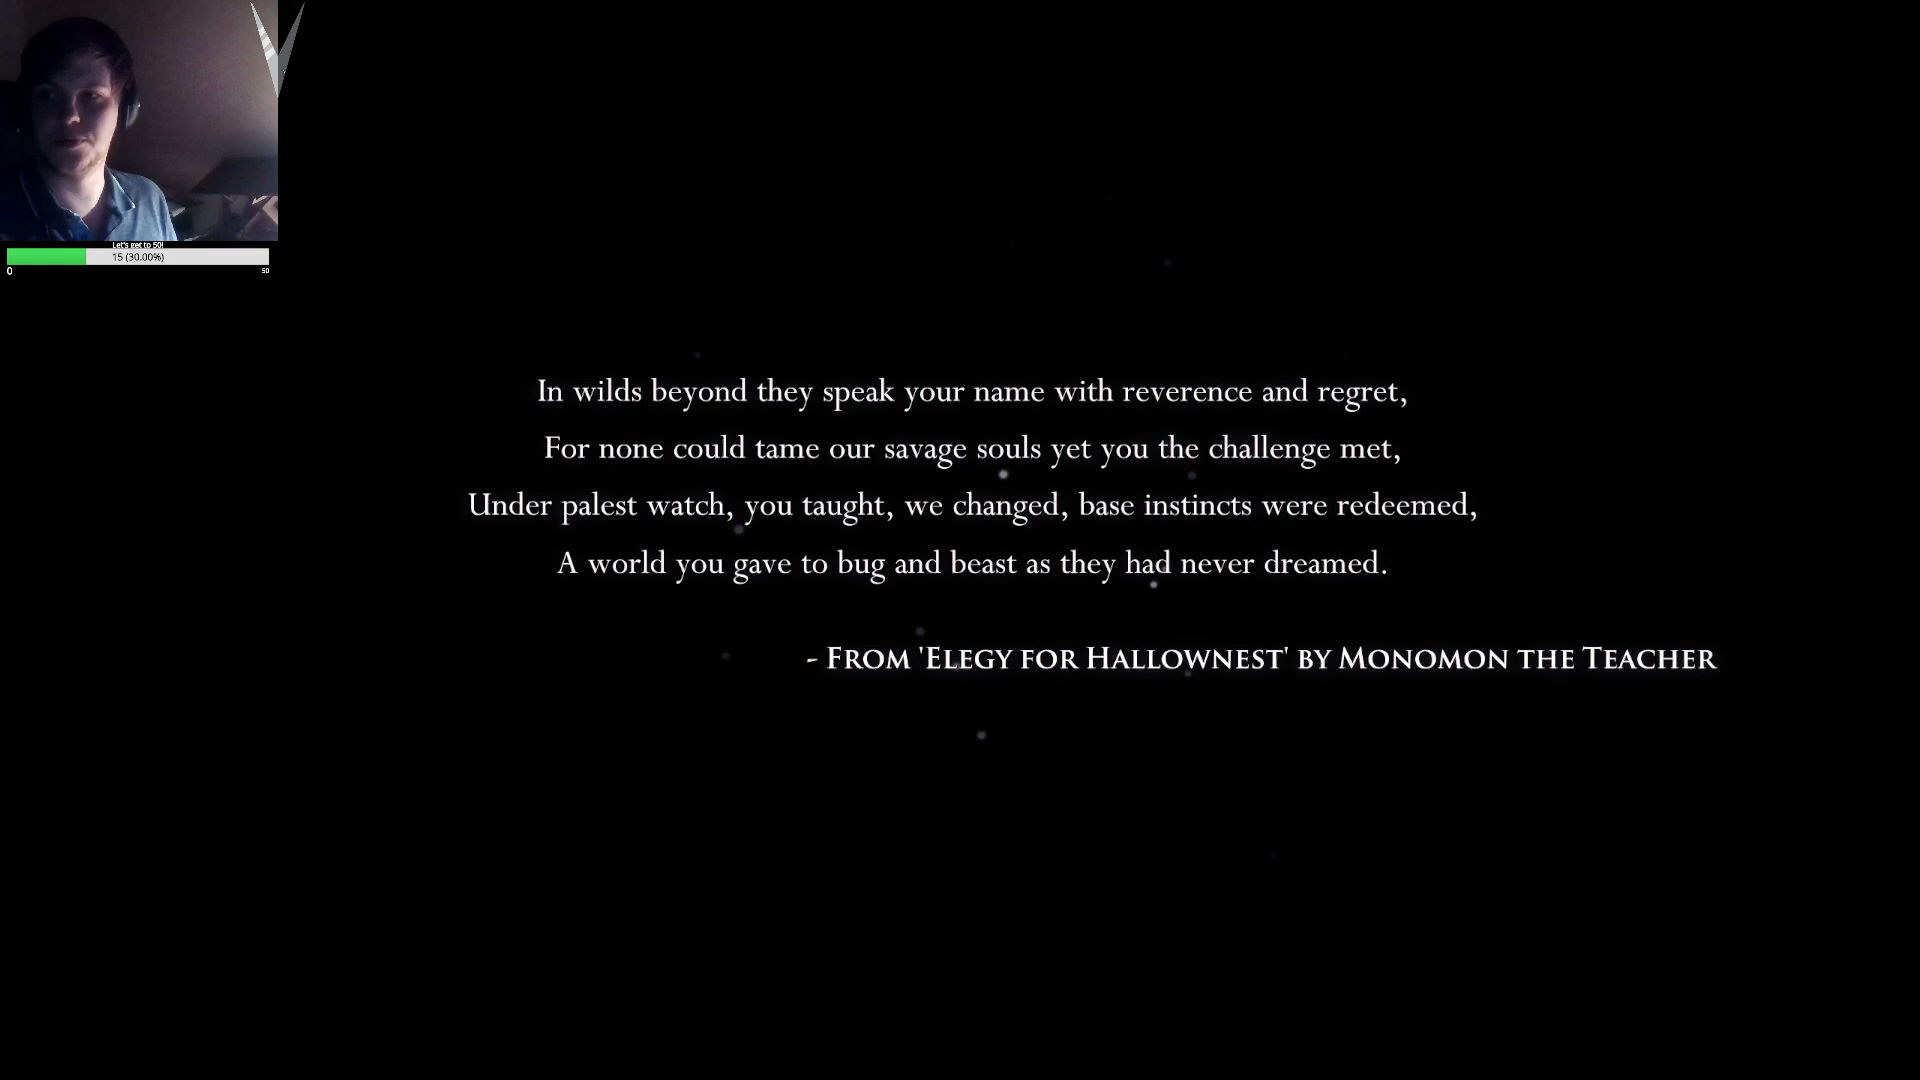 Let's get to 50!
15 (30.00%)
0
50
In wilds beyond they speak your name with reverence and regret,
For none could tame our savage souls yet you the challenge met,
Under palest watch, you taught, we changed, base instincts were redeemed,
A world you gave to bug and beast as they had never dreamed.
- From 'Elegy for Hallownest' by Monomon the Teacher